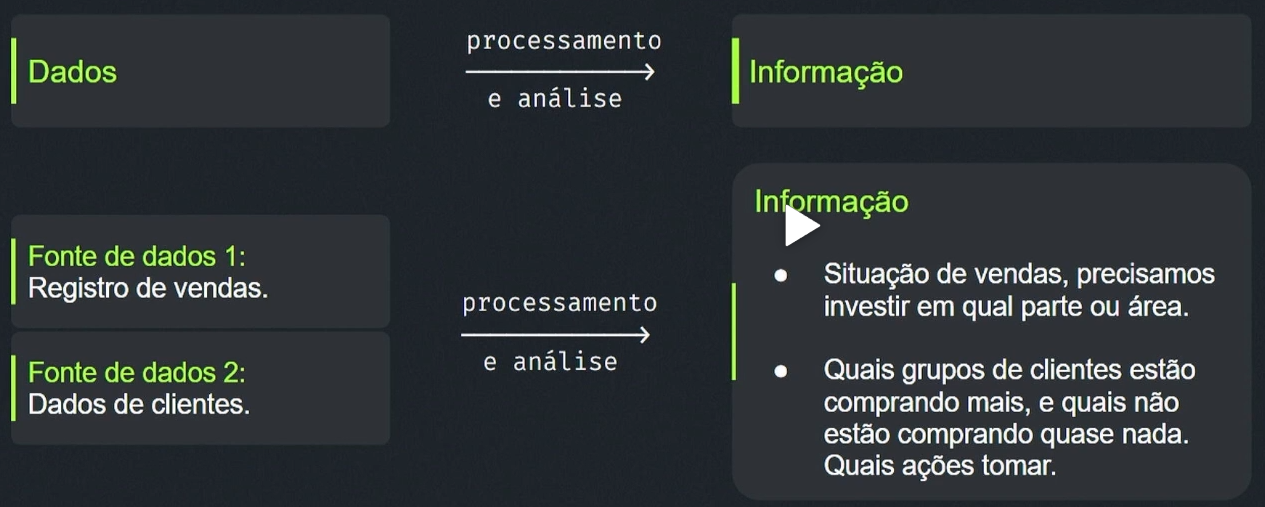 Dados
processamento
e análise
Informação
Fonte de dados 1:
Registro de vendas.
Fonte de dados 2:
Dados de clientes.
processamento
e análise
Informação
● Situação de vendas, precisamos
investir em qual parte ou área.
● Quais grupos de clientes estão
comprando mais, e quais não
estão comprando quase nada.
Quais ações tomar.